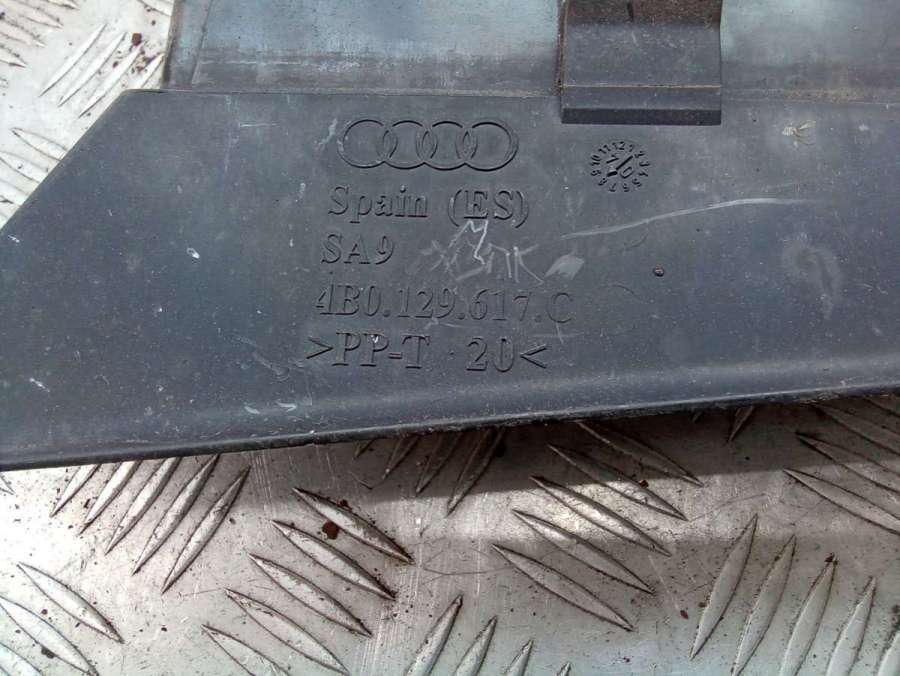 Spain (ES)
SA9
4B0.129.617.C
>PP-T 20<